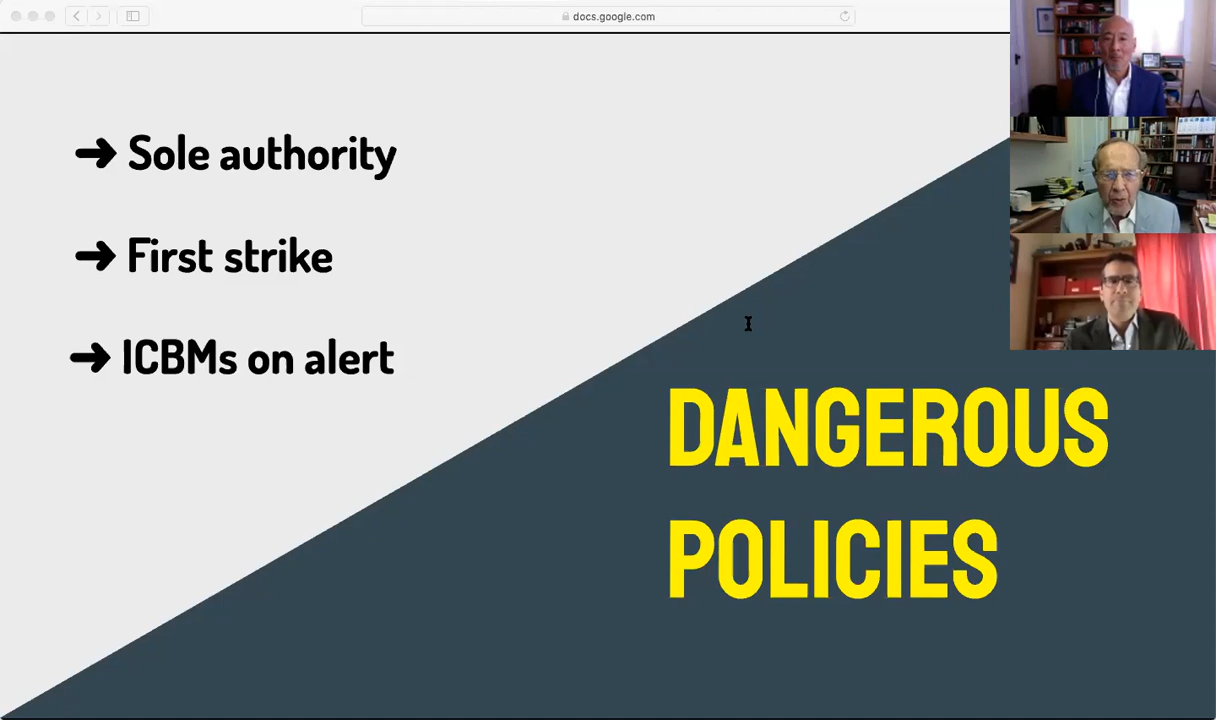 docs.google.com
➜ Sole authority
➜ First strike
➜ ICBMs on alert
DANGEROUS
POLICIES